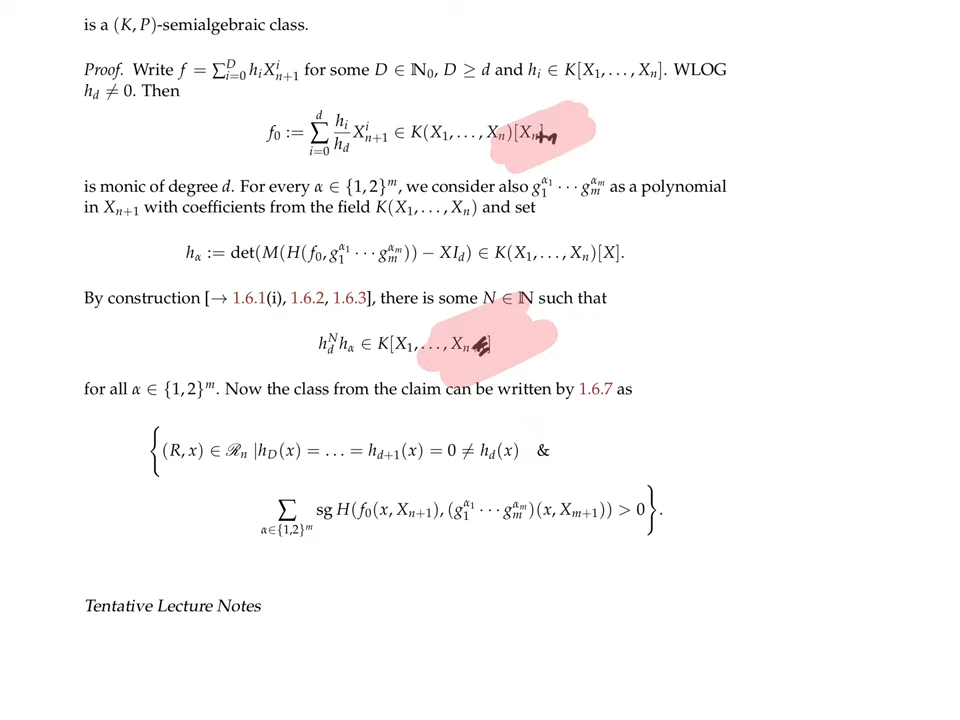 is a (K, P)-semialgebraic class.
Proof. Write f = ∑_{i=0}^{D} h_i X_{n+1}^i for some D ∈ ℕ_0, D ≥ d and h_i ∈ K[X_1, . . . , X_n]. WLOG
h_d ≠ 0. Then
f_0 := ∑_{i=0}^{d} \frac{h_i}{h_d} X_{n+1}^i ∈ K(X_1, . . . , X_n)[X_{n+1}]
is monic of degree d. For every α ∈ {1, 2}^m, we consider also g_1^{α_1} · · · g_m^{α_m} as a polynomial
in X_{n+1} with coefficients from the field K(X_1, . . . , X_n) and set
h_α := det(M(H(f_0, g_1^{α_1} · · · g_m^{α_m})) − XI_d) ∈ K(X_1, . . . , X_n)[X].
By construction [→ 1.6.1(i), 1.6.2, 1.6.3], there is some N ∈ ℕ such that
h_d^N h_α ∈ K[X_1, . . . , X_n
for all α ∈ {1, 2}^m. Now the class from the claim can be written by 1.6.7 as
{(R, x) ∈ ℛ_n |h_D(x) = . . . = h_{d+1}(x) = 0 ≠ h_d(x) &
∑_{α∈{1,2}^m} sg H(f_0(x, X_{n+1}), (g_1^{α_1} · · · g_m^{α_m})(x, X_{m+1})) > 0}.
Tentative Lecture Notes